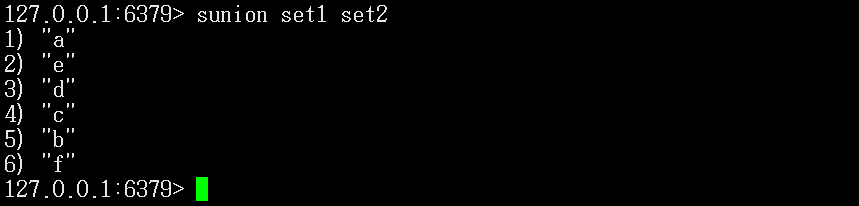 127.0.0.1:6379> sunion set1 set2
1) "a"
2) "e"
3) "d"
4) "c"
5) "b"
6) "f"
127.0.0.1:6379>